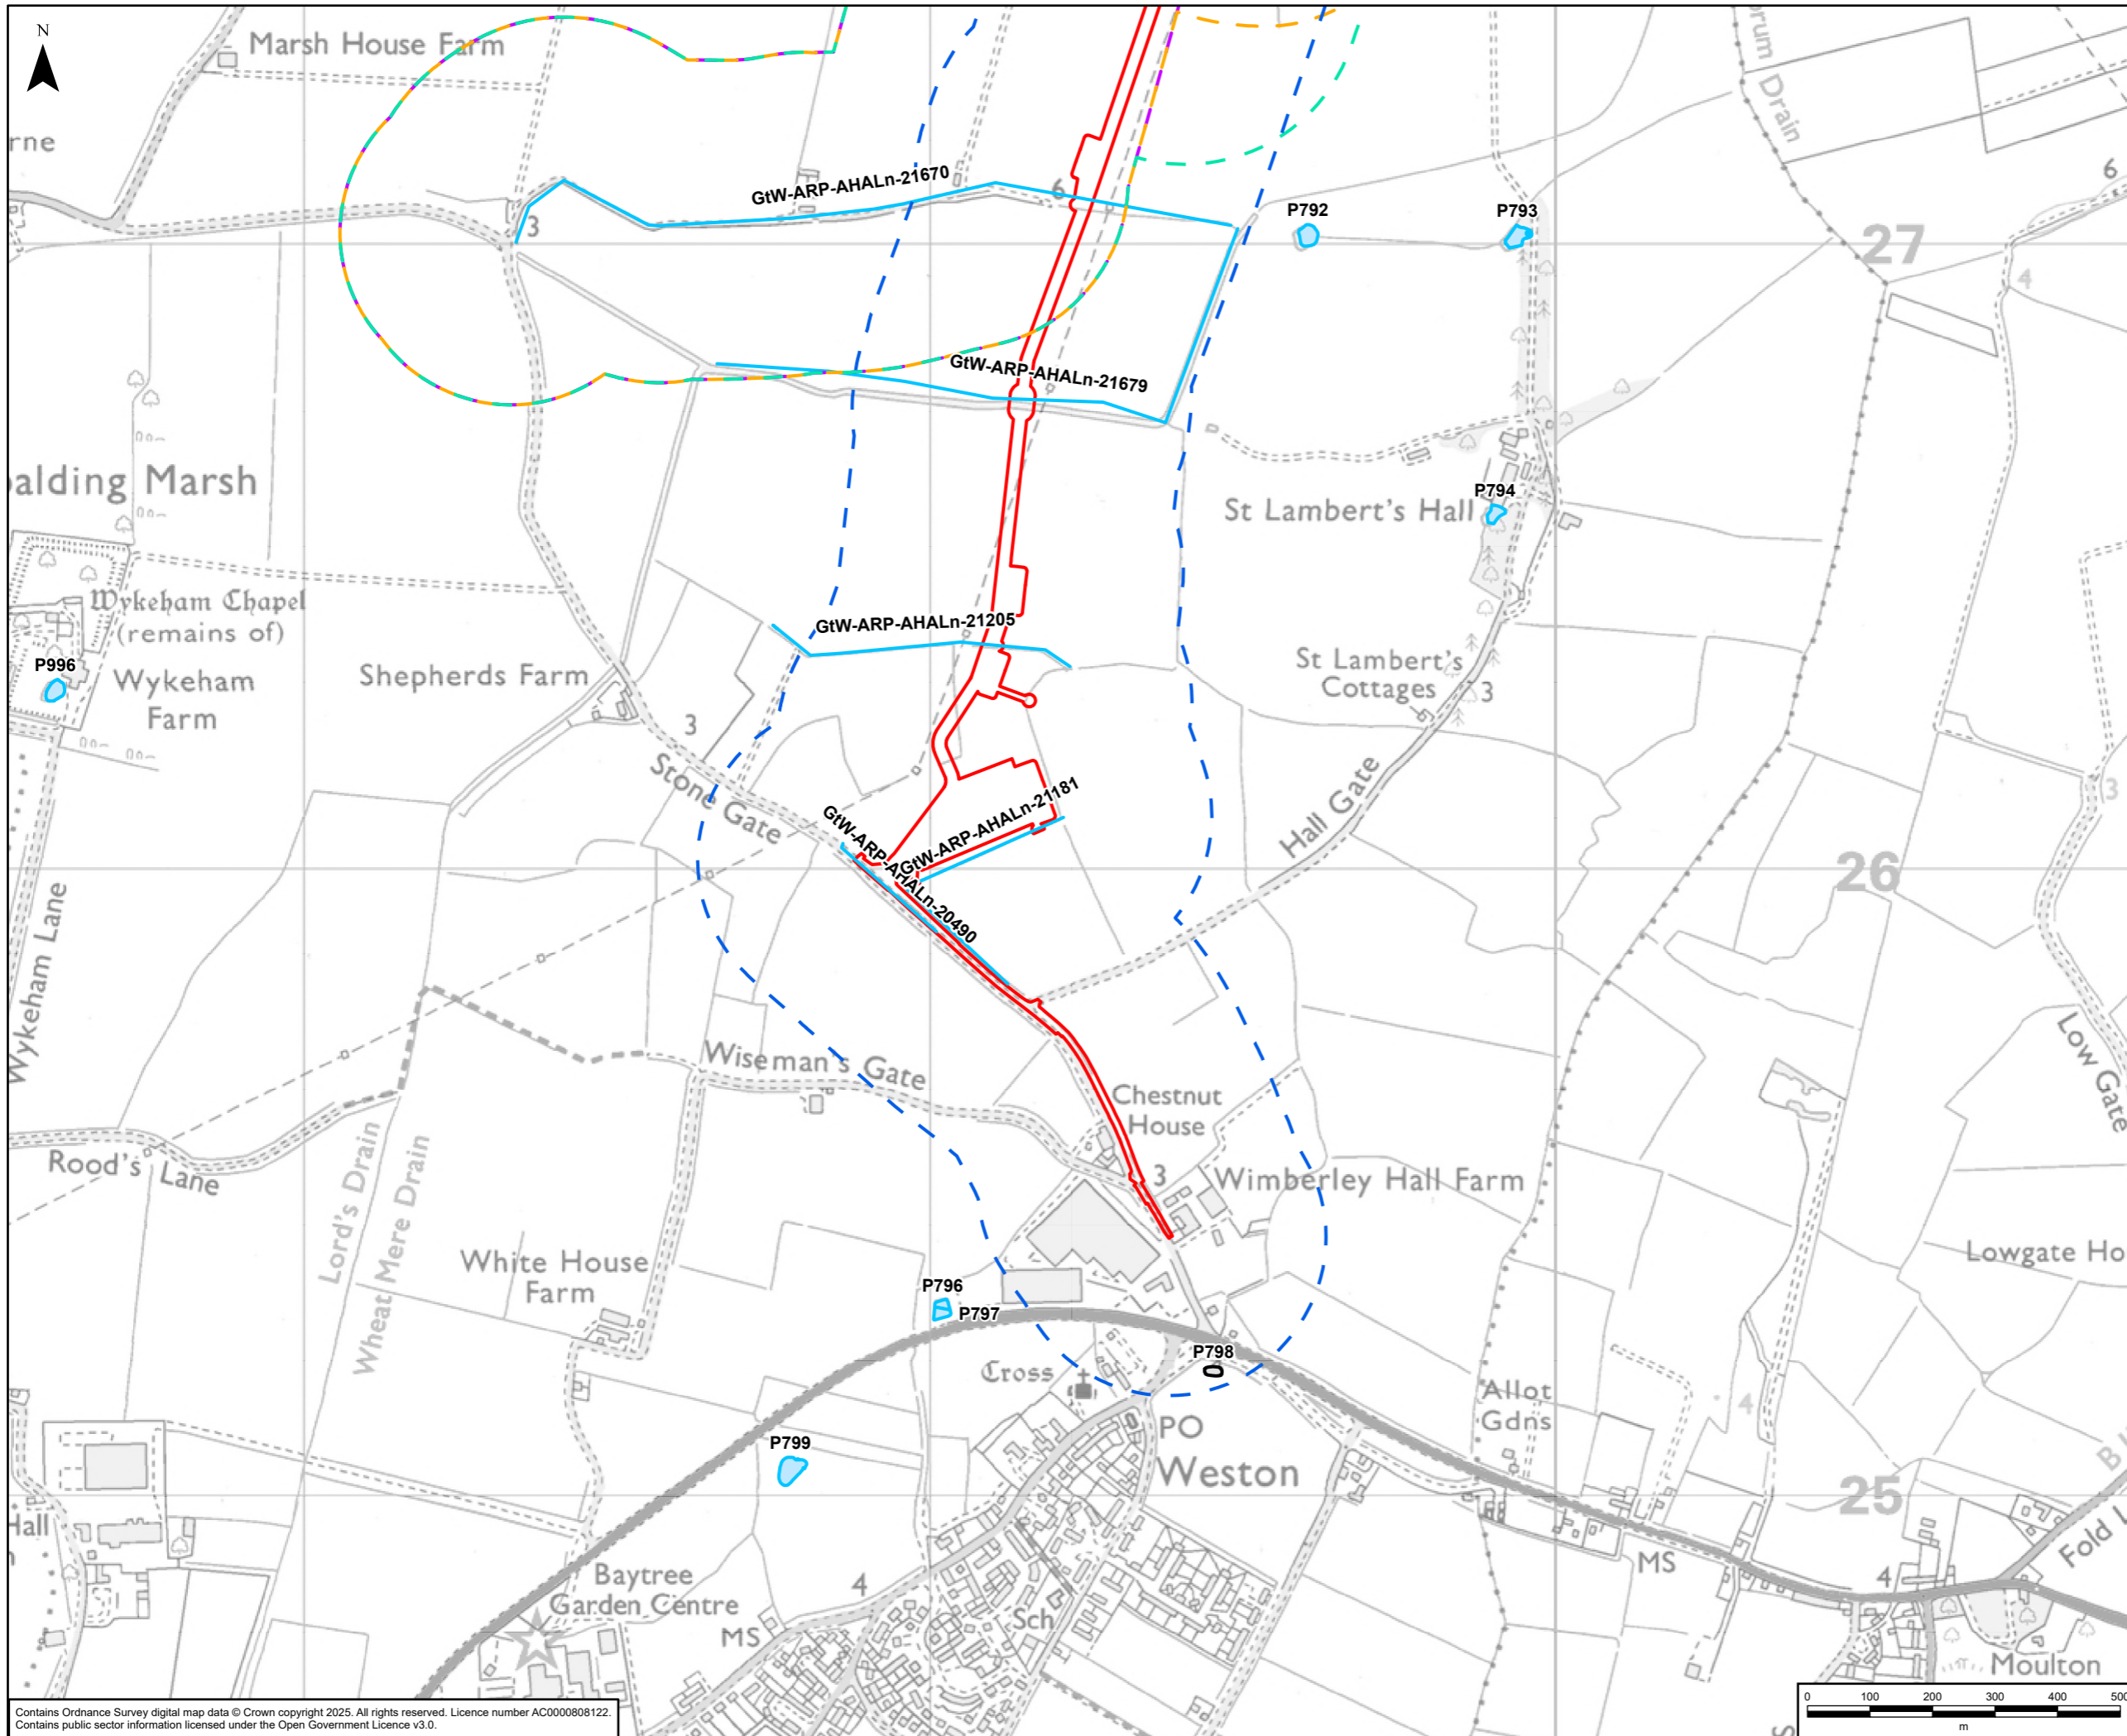 N
Marsh House Farm
Drain
rne
GtW-ARP-AHALn-21670
6
6
3
P792
P793
27
4
GtW-ARP-AHALn-21679
alding Marsh
St Lambert's Hall
P794
Wykeham Chapel
(remains of)
GtW-ARP-AHALn-21205
P996
Wykeham
Farm
Shepherds Farm
St Lambert's
Cottages
3
3
Stone Gate
GtW-ARP-AHALn-21181
Hall Gate
3
GtW-ARP-AHALn-20490
26
Wykeham Lane
Wiseman's Gate
Low Gate
Chestnut
House
Rood's Lane
Lord's Drain
Wheat Mere Drain
3
Wimberley Hall Farm
White House
Farm
Lowgate Ho
P796
P797
P798
Cross
Allot
Gdns
4
PO
P799
Weston
25
Hall
MS
Fold L
4
Baytree
Garden Centre
4
MS
Sch
Moulton
0 100 200 300 400 500
m
Contains Ordnance Survey digital map data © Crown copyright 2025. All rights reserved. Licence number AC0000808122.
Contains public sector information licensed under the Open Government Licence v3.0.